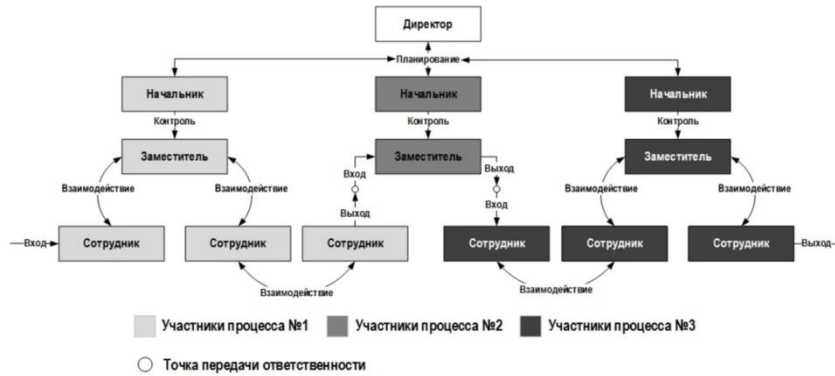 Директор
Планирование
Начальник
Начальник
Начальник
Контроль
Контроль
Контроль
Заместитель
Заместитель
Заместитель
Взаимодействие
Взаимодействие
Вход
Выход
Взаимодействие
Взаимодействие
Выход
Вход
Вход
Сотрудник
Сотрудник
Сотрудник
Сотрудник
Сотрудник
Сотрудник
Выход
Взаимодействие
Взаимодействие
Участники процесса №1
Участники процесса №2
Участники процесса №3
Точка передачи ответственности